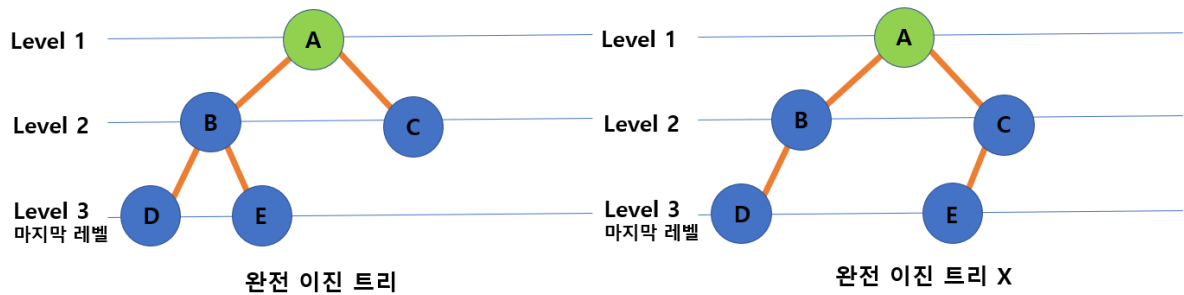 Level 1
A
Level 2
B
C
Level 3
마지막 레벨
D
E
완전 이진 트리
Level 1
A
Level 2
B
C
Level 3
마지막 레벨
D
E
완전 이진 트리 X